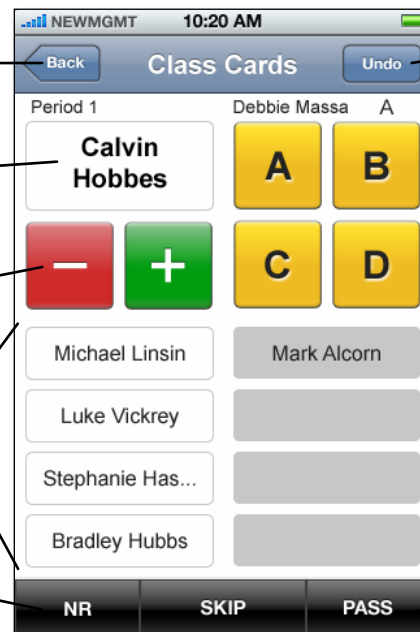 NEWMGMT 10:20 AM
Back Class Cards Undo
Period 1 Debbie Massa A
Calvin
Hobbes
A B
− +
C D
Michael Linsin Mark Alcorn
Luke Vickrey
Stephanie Has...
Bradley Hubbs
NR SKIP PASS